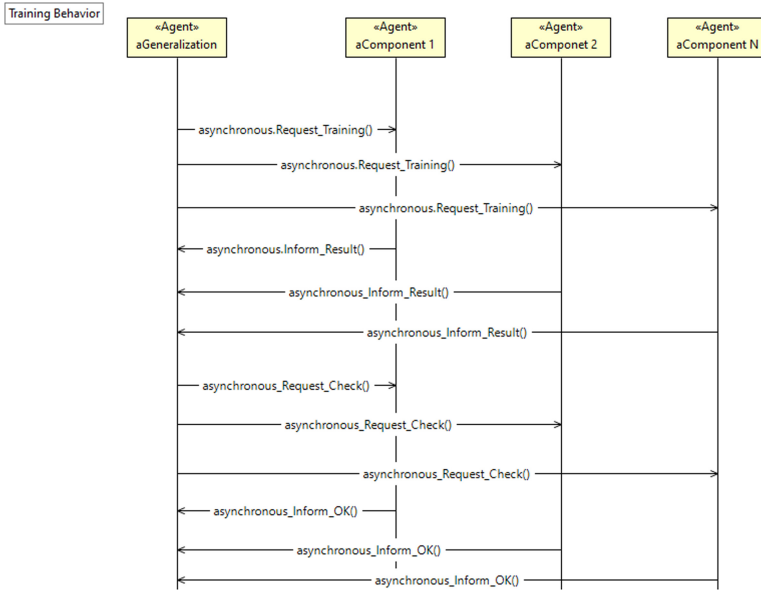 Training Behavior
«Agent»
aGeneralization
«Agent»
aComponent 1
«Agent»
aComponet 2
«Agent»
aComponent N
asynchronous.Request_Training()
asynchronous.Request_Training()
asynchronous.Request_Training()
asynchronous.Inform_Result()
asynchronous_Inform_Result()
asynchronous_Inform_Result()
asynchronous_Request_Check()
asynchronous_Request_Check()
asynchronous_Request_Check()
asynchronous_Inform_OK()
asynchronous_Inform_OK()
asynchronous_Inform_OK()